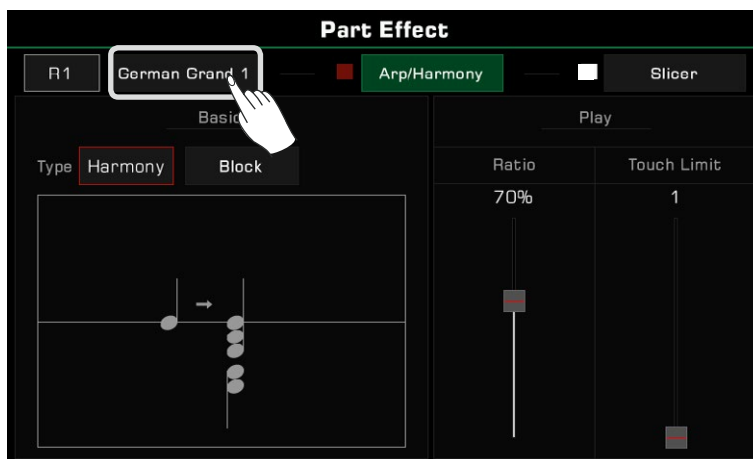 Part Effect
R1 German Grand 1 Arp/Harmony Slicer
Basic Play
Type Harmony Block Ratio Touch Limit
70% 1